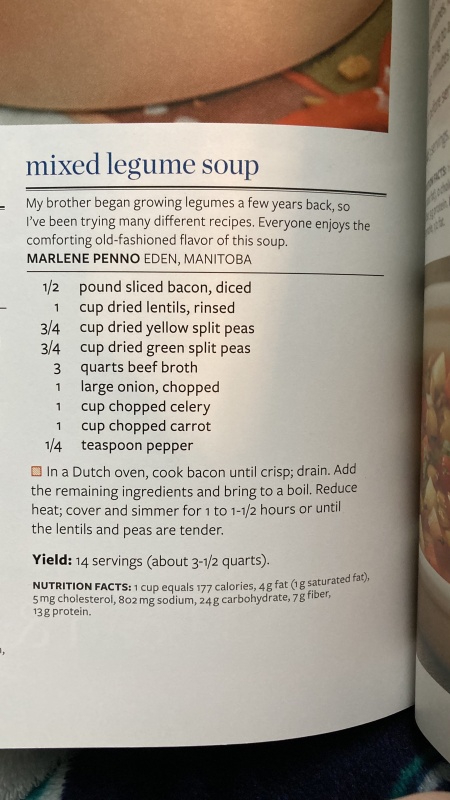 mixed legume soup
My brother began growing legumes a few years back, so
I've been trying many different recipes. Everyone enjoys the
comforting old-fashioned flavor of this soup.
MARLENE PENNO EDEN, MANITOBA
1/2 pound sliced bacon, diced
1 cup dried lentils, rinsed
3/4 cup dried yellow split peas
3/4 cup dried green split peas
3 quarts beef broth
1 large onion, chopped
1 cup chopped celery
1 cup chopped carrot
1/4 teaspoon pepper
In a Dutch oven, cook bacon until crisp; drain. Add
the remaining ingredients and bring to a boil. Reduce
heat; cover and simmer for 1 to 1-1/2 hours or until
the lentils and peas are tender.
Yield: 14 servings (about 3-1/2 quarts).
NUTRITION FACTS: 1 cup equals 177 calories, 4 g fat (1 g saturated fat),
5 mg cholesterol, 802 mg sodium, 24 g carbohydrate, 7 g fiber,
13 g protein.